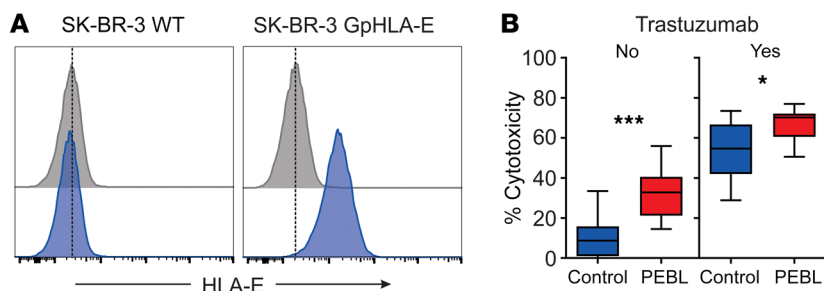 A
SK-BR-3 WT
SK-BR-3 GpHLA-E
HLA-E
B
Trastuzumab
No
Yes
% Cytotoxicity
100
80
60
40
20
0
***
*
Control
PEBL
Control
PEBL